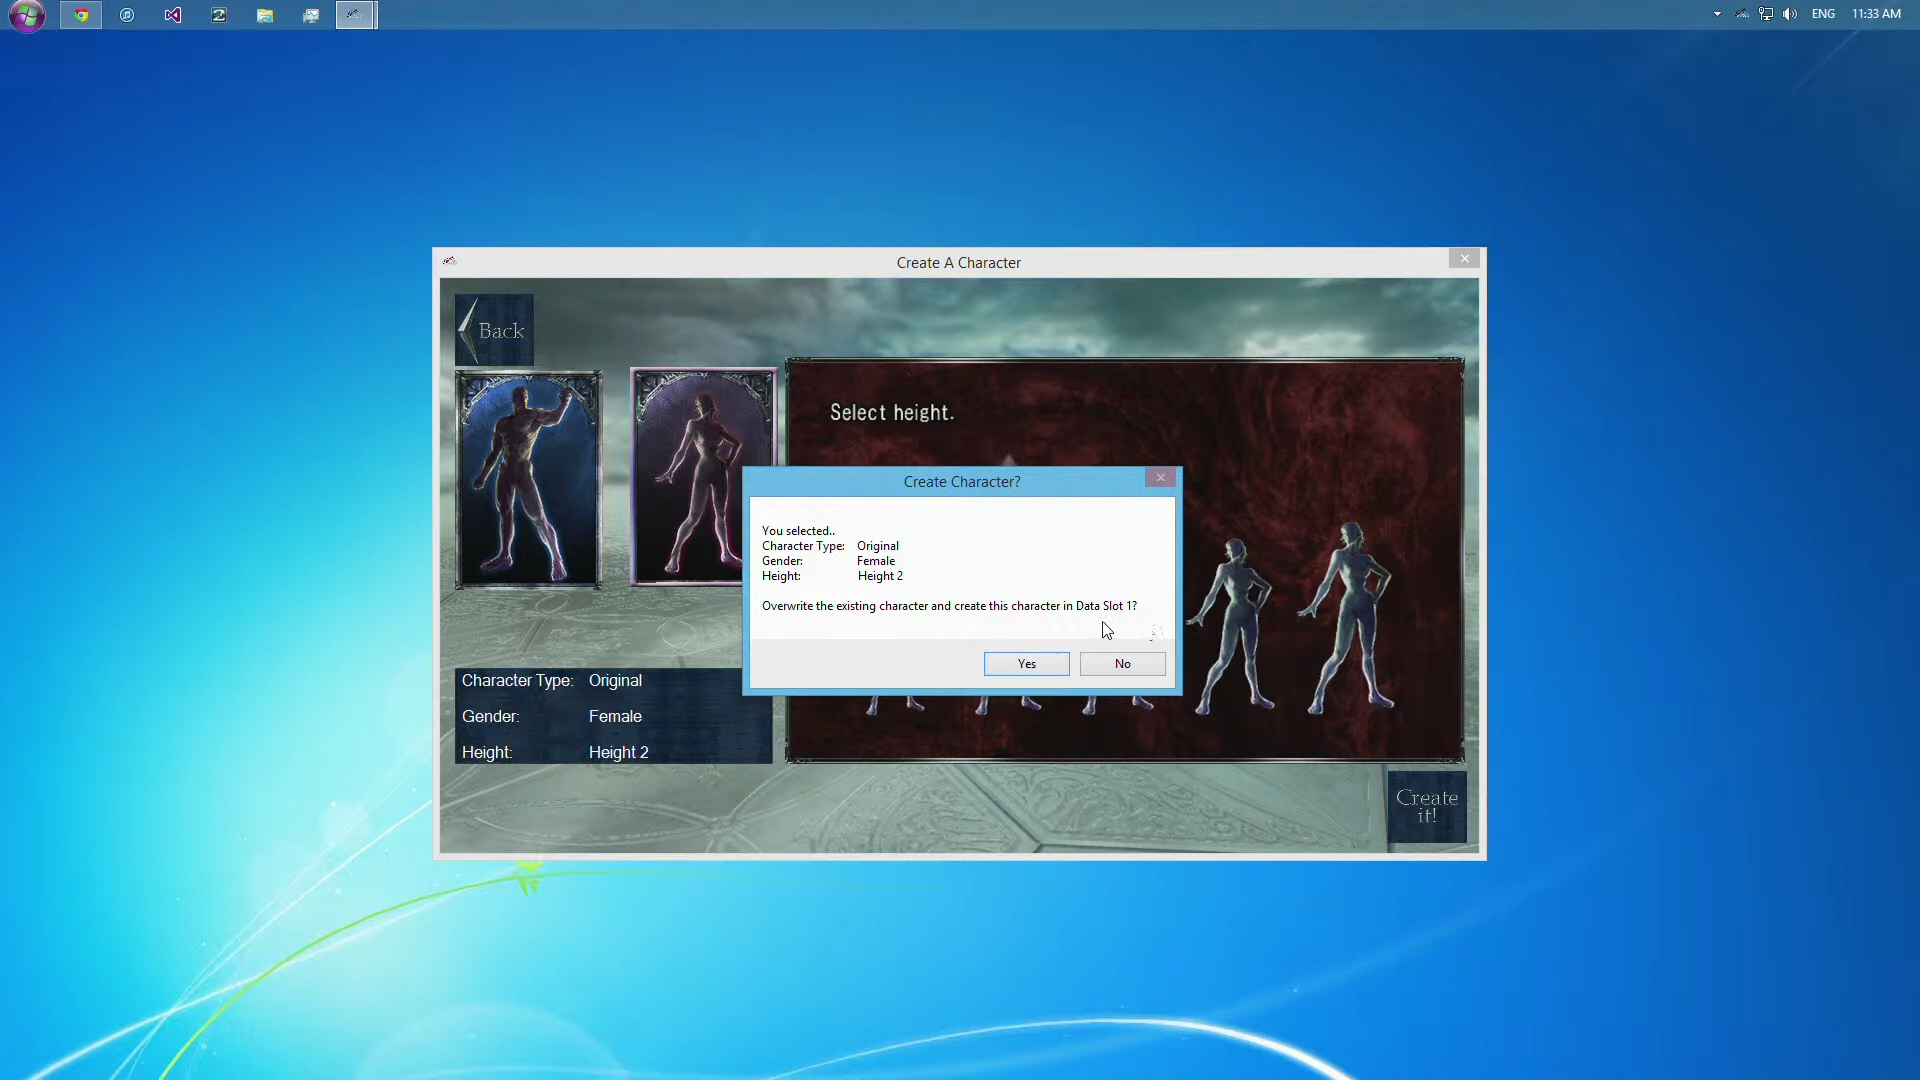 ENG 11:33 AM
Create A Character
Back
Select height.
Create Character?
You selected..
Character Type: Original
Gender: Female
Height: Height 2
Overwrite the existing character and create this character in Data Slot 1?
Yes No
Character Type: Original
Gender: Female
Height: Height 2
Create
it!